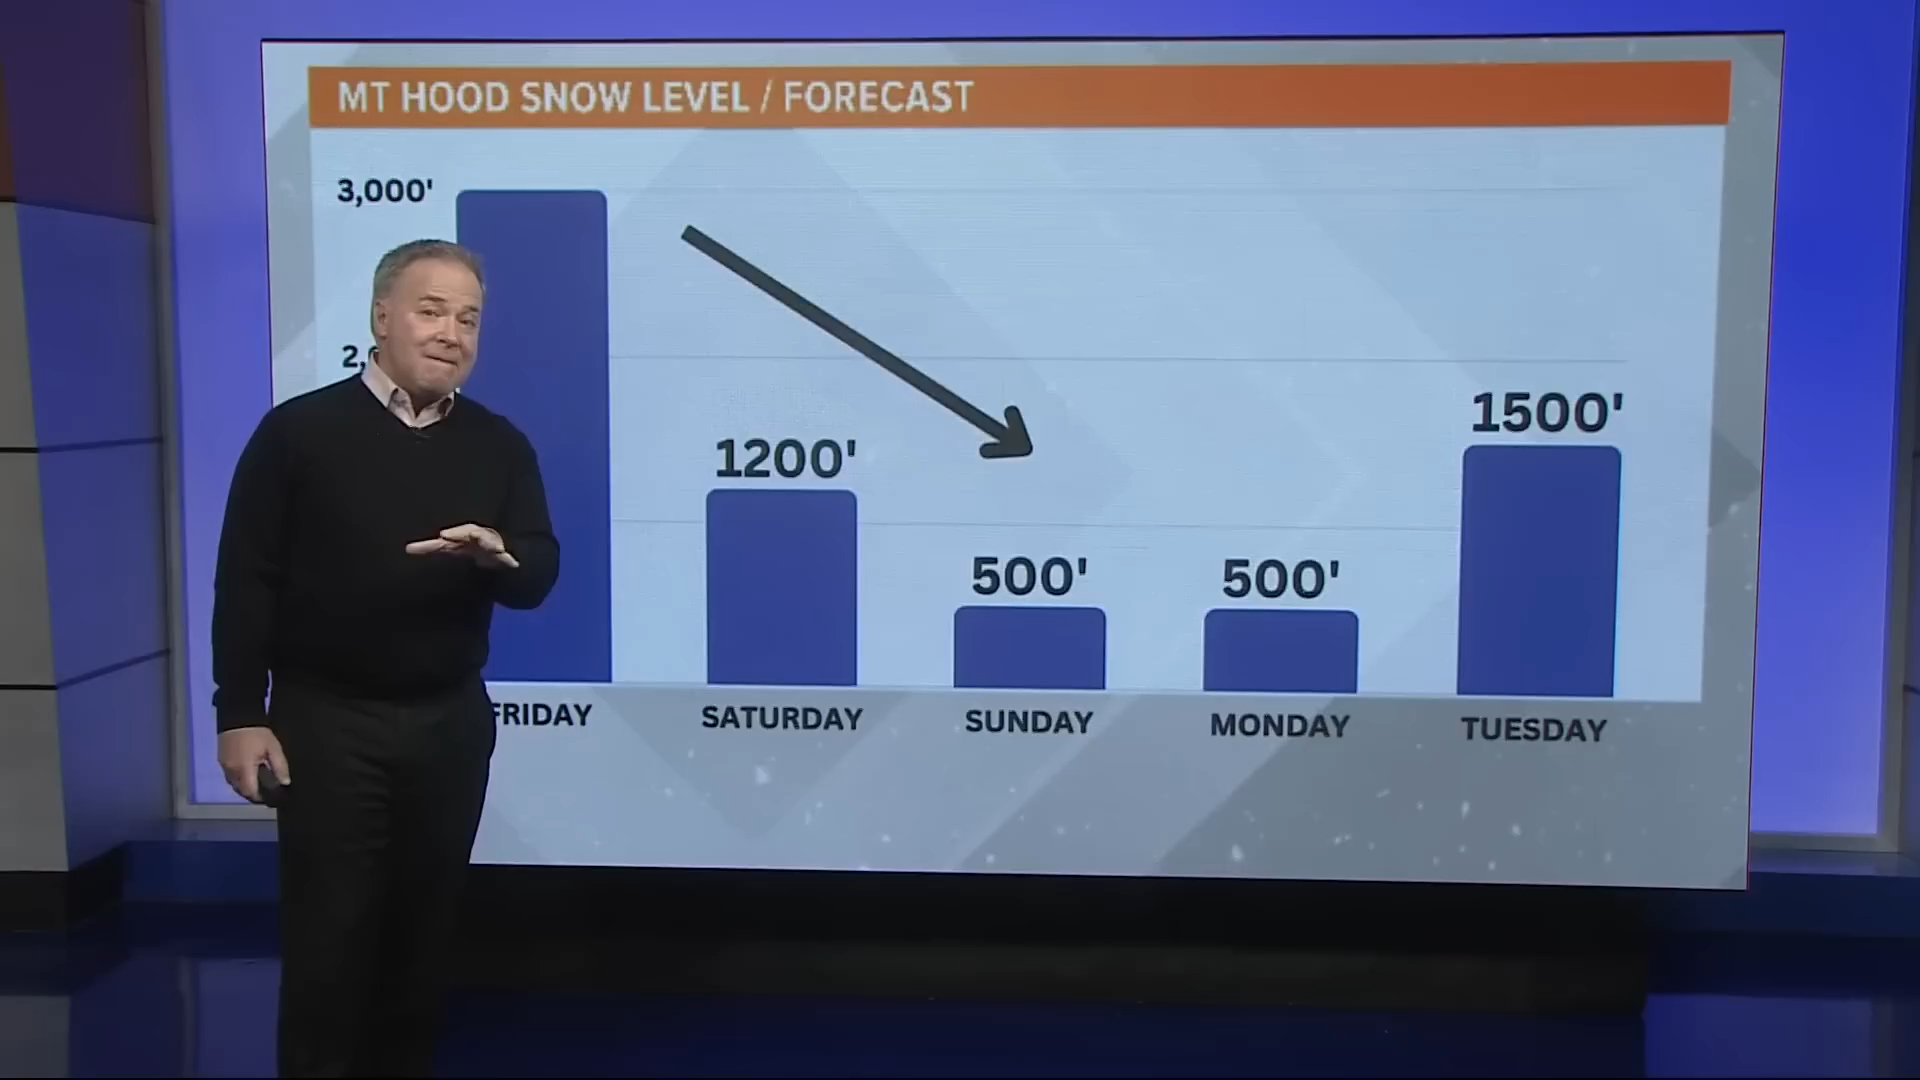 MT HOOD SNOW LEVEL / FORECAST
3,000'
1200'
500'
500'
1500'
FRIDAY
SATURDAY
SUNDAY
MONDAY
TUESDAY